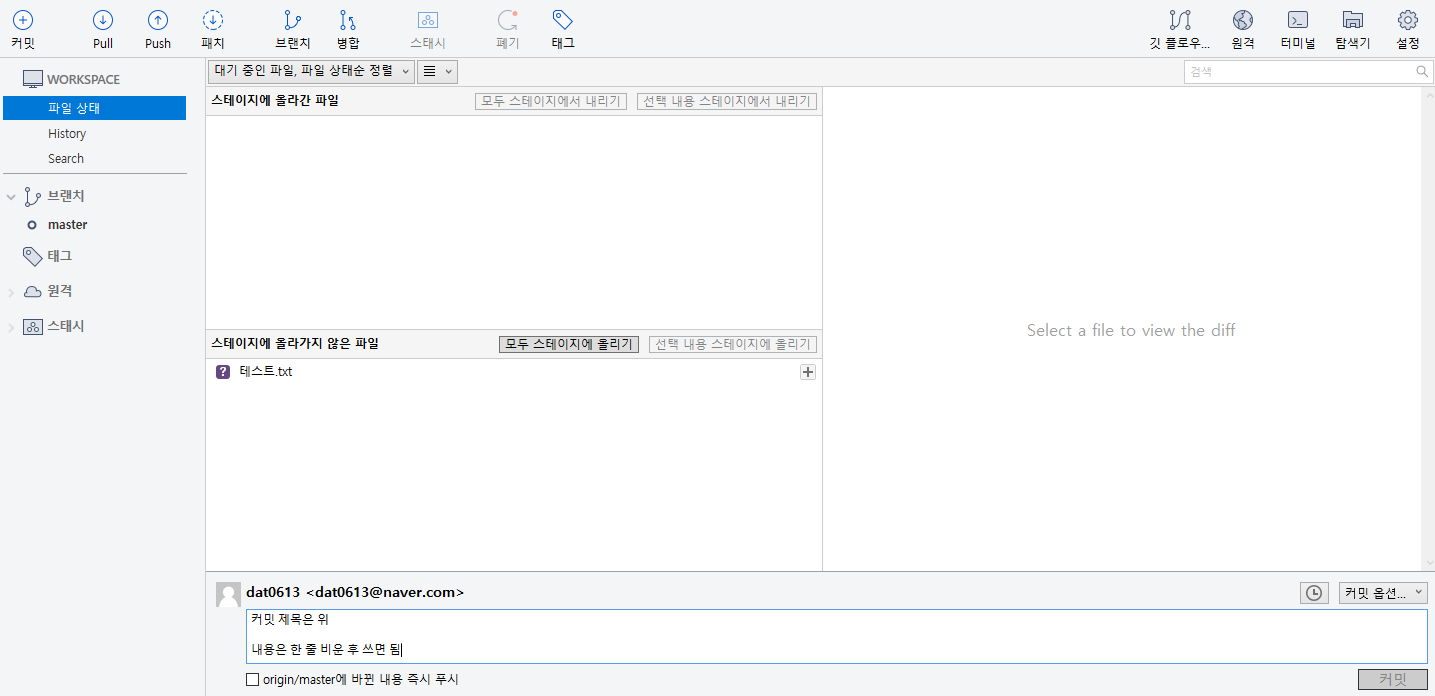 커밋
Pull
Push
패치
브랜치
병합
스태시
폐기
태그
깃 플로우...
원격
터미널
탐색기
설정
WORKSPACE
파일 상태
History
Search
브랜치
master
태그
원격
스태시
대기 중인 파일, 파일 상태순 정렬
검색
스테이지에 올라간 파일
모두 스테이지에서 내리기
선택 내용 스테이지에서 내리기
스테이지에 올라가지 않은 파일
모두 스테이지에 올리기
선택 내용 스테이지에 올리기
? 테스트.txt
Select a file to view the diff
dat0613 <dat0613@naver.com>
커밋 옵션...
커밋 제목은 위
내용은 한 줄 비운 후 쓰면 됨
origin/master에 바뀐 내용 즉시 푸시
커밋